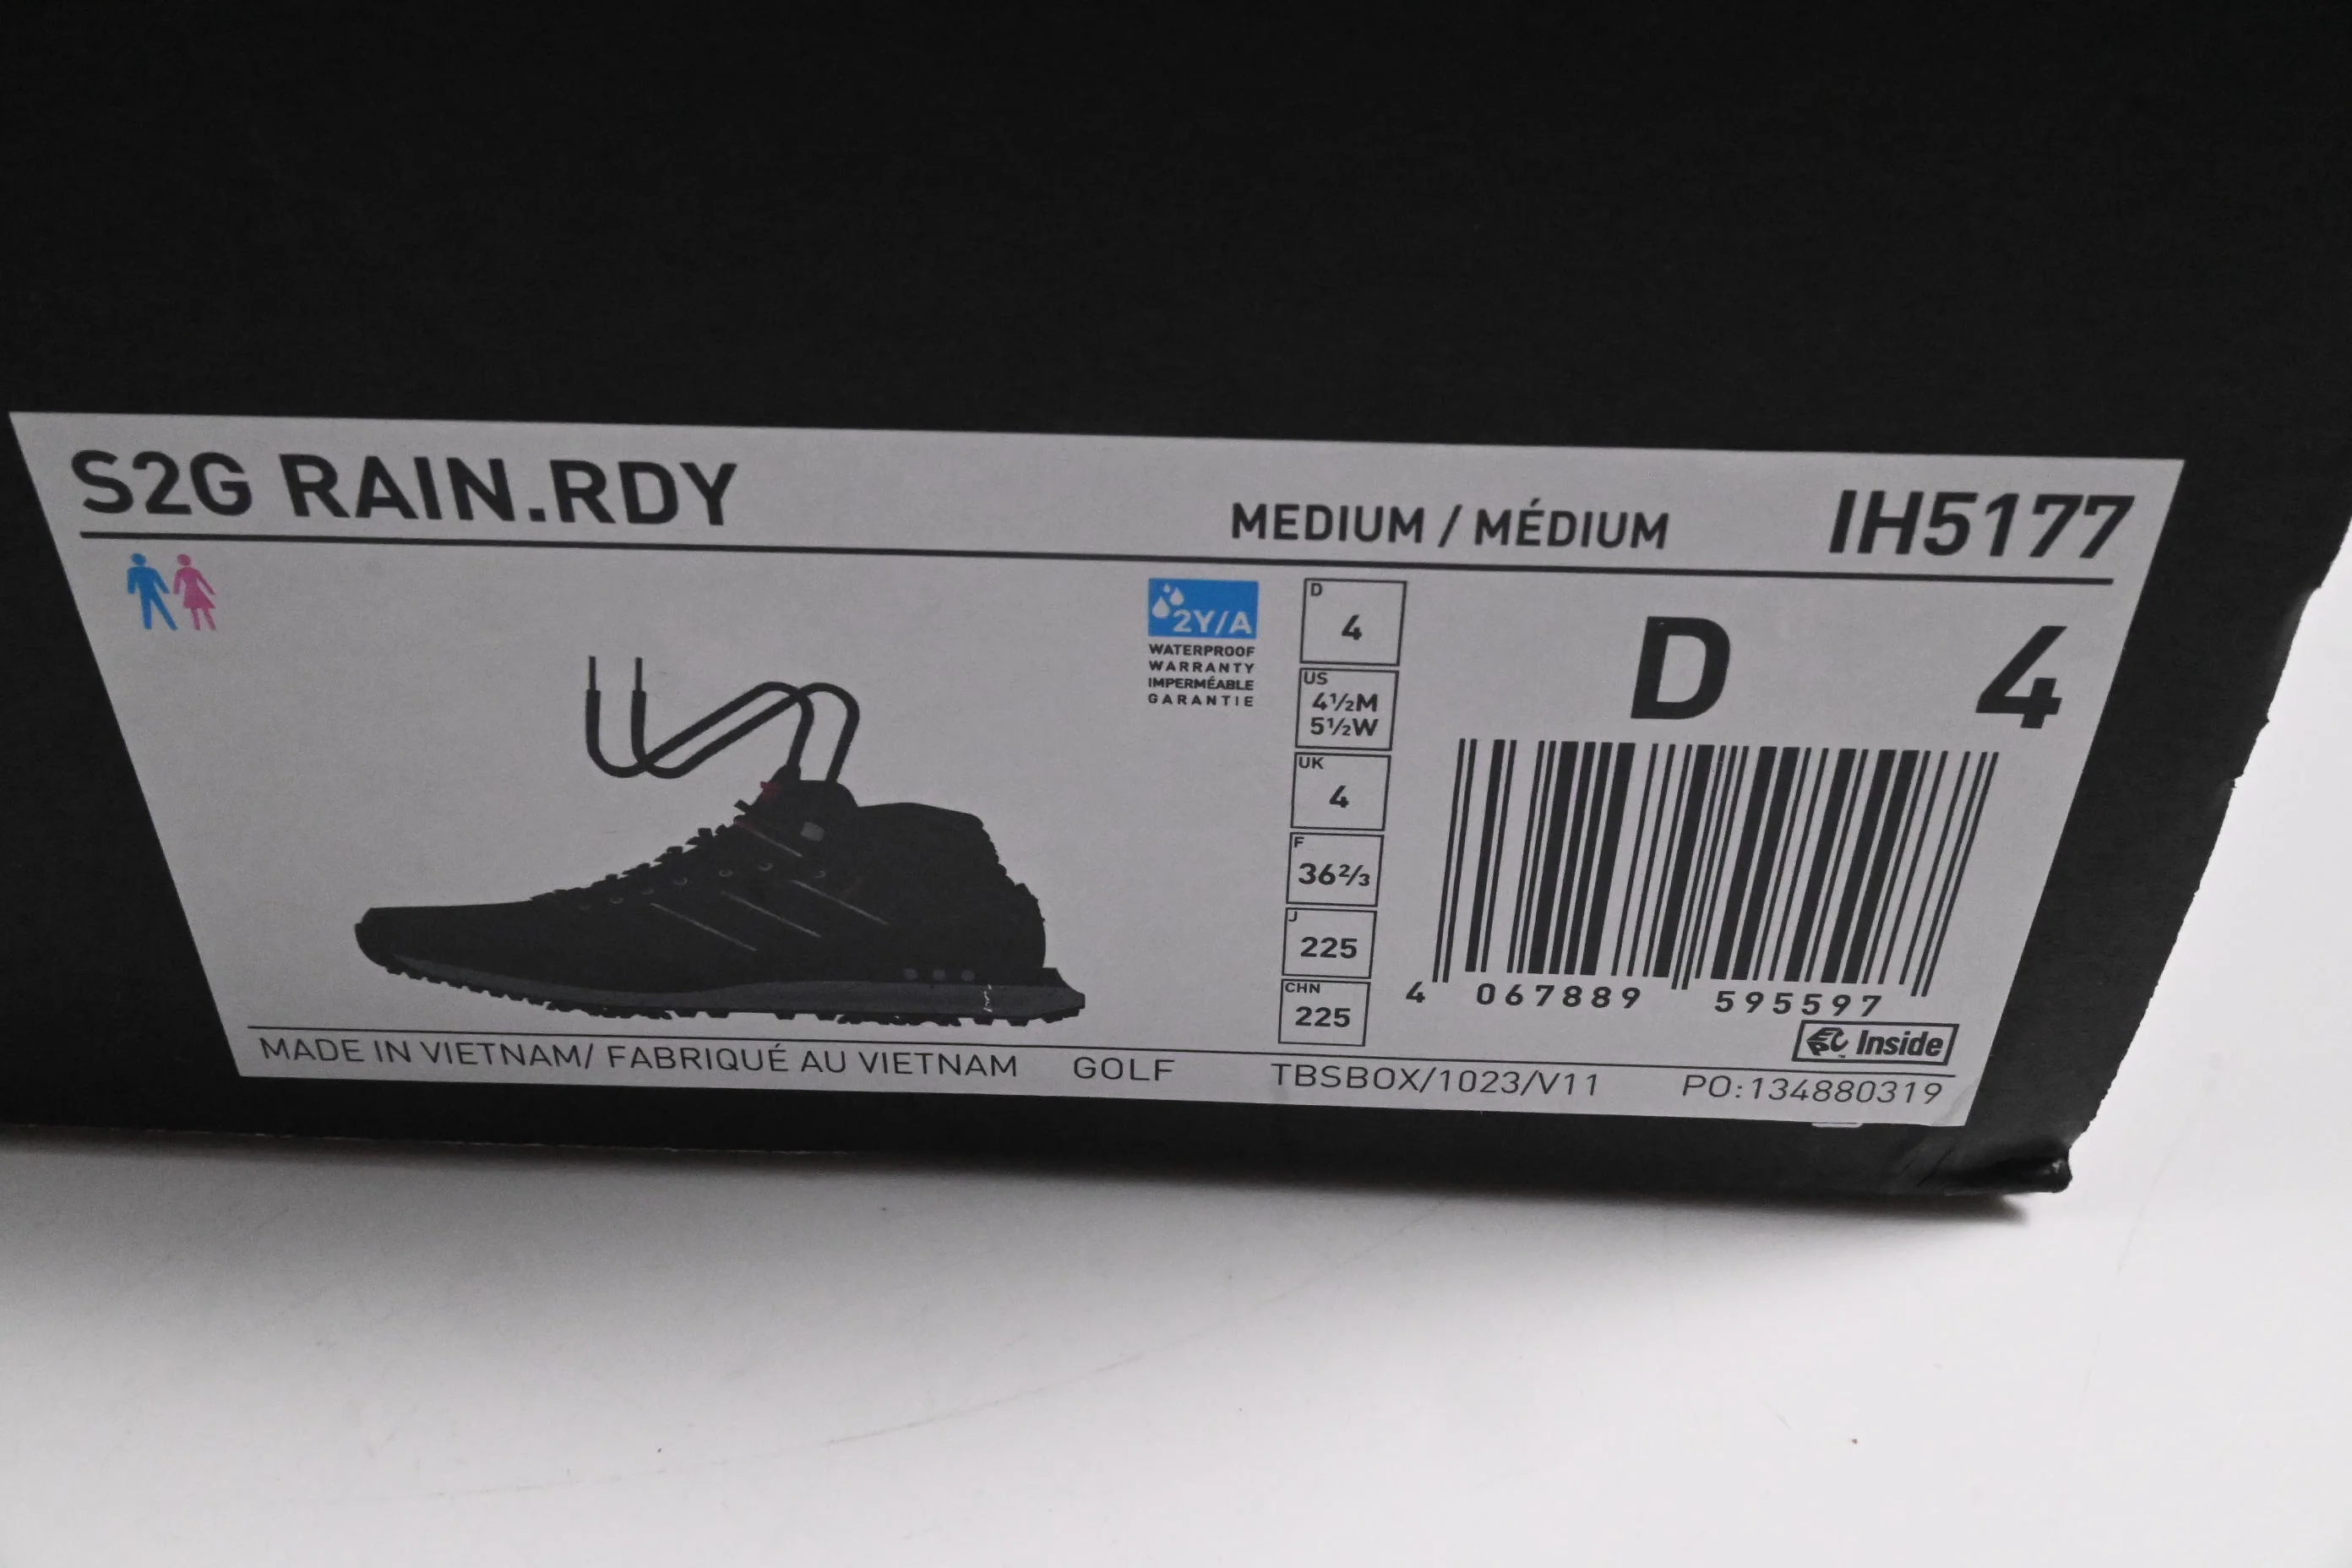 S2G RAIN.RDY
MEDIUM / MÉDIUM
IH5177
2Y/A
WATERPROOF
WARRANTY
IMPERMÉABLE
GARANTIE
D
4
US
4½M
5½W
UK
4
F
36⅔
J
225
CHN
225
D 4
4 067889 595597
EPC Inside
MADE IN VIETNAM/ FABRIQUÉ AU VIETNAM GOLF TBSBOX/1023/V11 PO:134880319